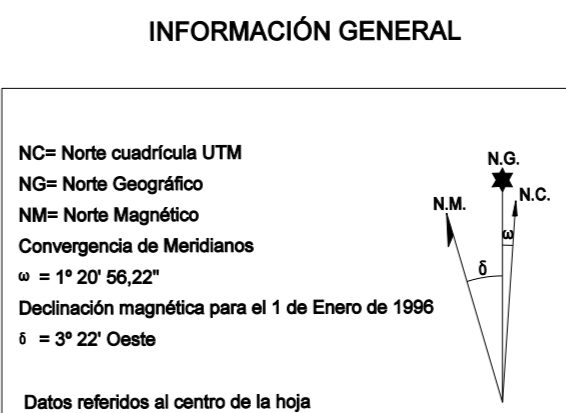 INFORMACIÓN GENERAL
NC= Norte cuadrícula UTM
NG= Norte Geográfico
NM= Norte Magnético
Convergencia de Meridianos
ω = 1º 20' 56,22"
Declinación magnética para el 1 de Enero de 1996
δ = 3º 22' Oeste
Datos referidos al centro de la hoja
N.G.
N.C.
N.M.
ω
δ